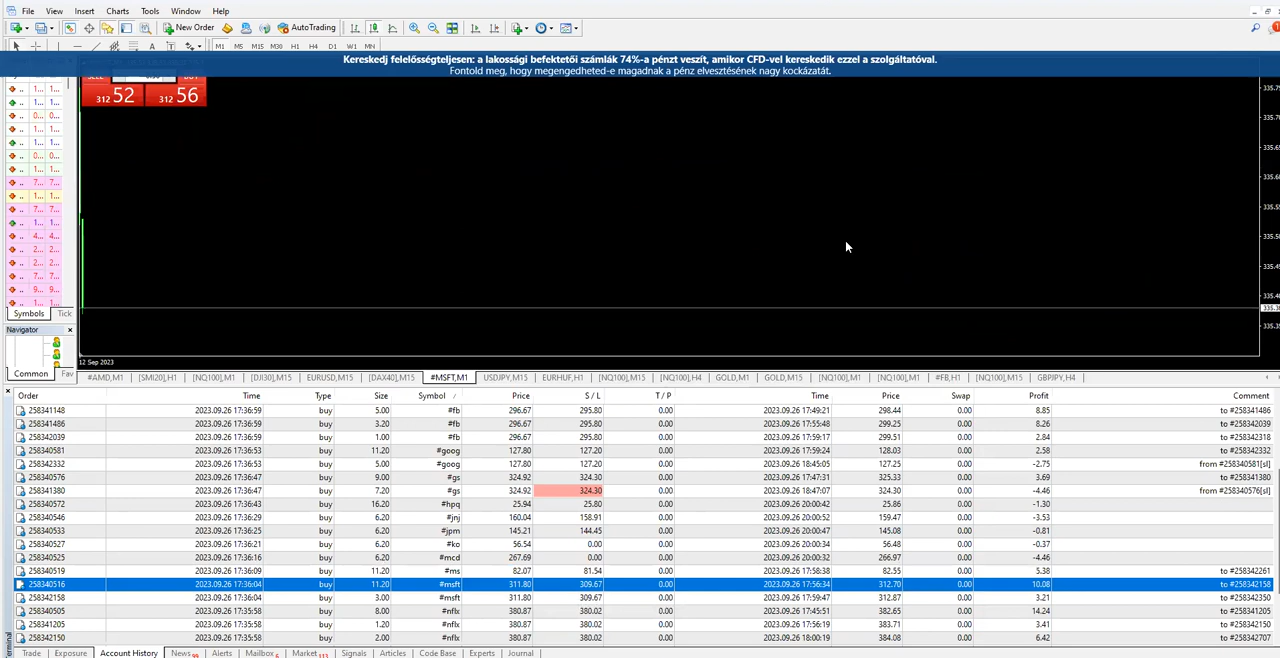 File View Insert Charts Tools Window Help
New Order AutoTrading
M1 M5 M15 M30 H1 H4 D1 W1 MN
Kereskedj felelősségteljesen: a lakossági befektetői számlák 74%-a pénzt veszít, amikor CFD-vel kereskedik ezzel a szolgáltatóval.
Fontold meg, hogy megengedheted-e magadnak a pénz elvesztésének nagy kockázatát.
312 52 312 56
335.75
335.70
335.65
335.60
335.55
335.50
335.45
335.40
335.35
Symbols Tick
Navigator
Common Fav
12 Sep 2023
#AMD,M1 [SMI20],H1 [NQ100],M1 [DJI30],M15 EURUSD,M15 [DAX40],M15 #MSFT,M1 USDJPY,M15 EURHUF,H1 [NQ100],M15 [NQ100],H4 GOLD,M1 GOLD,M15 [NQ100],M1 [NQ100],M1 #FB,H1 [NQ100],M15 GBPJPY,H4
Order Time Type Size Symbol / Price S / L T / P Time Price Swap Profit Comment
258341148 2023.09.26 17:36:59 buy 5.00 #fb 296.67 295.80 0.00 2023.09.26 17:49:21 298.44 0.00 8.85 to #258341486
258341486 2023.09.26 17:36:59 buy 3.20 #fb 296.67 295.80 0.00 2023.09.26 17:55:48 299.25 0.00 8.26 to #258342039
258342039 2023.09.26 17:36:59 buy 1.00 #fb 296.67 295.80 0.00 2023.09.26 17:59:17 299.51 0.00 2.84 to #258342318
258340581 2023.09.26 17:36:53 buy 11.20 #goog 127.80 127.20 0.00 2023.09.26 17:59:24 128.03 0.00 2.58 to #258342332
258342332 2023.09.26 17:36:53 buy 5.00 #goog 127.80 127.20 0.00 2023.09.26 18:45:05 127.25 0.00 -2.75 from #258340581[sl]
258340576 2023.09.26 17:36:47 buy 9.00 #gs 324.92 324.30 0.00 2023.09.26 17:47:31 325.33 0.00 3.69 to #258341380
258341380 2023.09.26 17:36:47 buy 7.20 #gs 324.92 324.30 0.00 2023.09.26 18:47:07 324.30 0.00 -4.46 from #258340576[sl]
258340572 2023.09.26 17:36:43 buy 16.20 #hpq 25.94 25.80 0.00 2023.09.26 20:00:42 25.86 0.00 -1.30
258340546 2023.09.26 17:36:29 buy 6.20 #jnj 160.04 158.91 0.00 2023.09.26 20:00:52 159.47 0.00 -3.53
258340533 2023.09.26 17:36:25 buy 6.20 #jpm 145.21 144.45 0.00 2023.09.26 20:00:47 145.08 0.00 -0.81
258340527 2023.09.26 17:36:21 buy 6.20 #ko 56.54 0.00 0.00 2023.09.26 20:00:34 56.48 0.00 -0.37
258340525 2023.09.26 17:36:16 buy 6.20 #mcd 267.69 0.00 0.00 2023.09.26 20:00:32 266.97 0.00 -4.46
258340519 2023.09.26 17:36:09 buy 11.20 #ms 82.07 81.54 0.00 2023.09.26 17:58:38 82.55 0.00 5.38 to #258342261
258340516 2023.09.26 17:36:04 buy 11.20 #msft 311.80 309.67 0.00 2023.09.26 17:56:34 312.70 0.00 10.08 to #258342158
258342158 2023.09.26 17:36:04 buy 3.00 #msft 311.80 309.67 0.00 2023.09.26 17:59:47 312.87 0.00 3.21 to #258342350
258340505 2023.09.26 17:35:58 buy 8.00 #nflx 380.87 380.02 0.00 2023.09.26 17:45:51 382.65 0.00 14.24 to #258341205
258341205 2023.09.26 17:35:58 buy 1.20 #nflx 380.87 380.02 0.00 2023.09.26 17:56:19 383.71 0.00 3.41 to #258342150
258342150 2023.09.26 17:35:58 buy 2.00 #nflx 380.87 380.02 0.00 2023.09.26 18:00:19 384.08 0.00 6.42 to #258342707
Trade Exposure Account History News 99 Alerts Mailbox 6 Market 113 Signals Articles Code Base Experts Journal